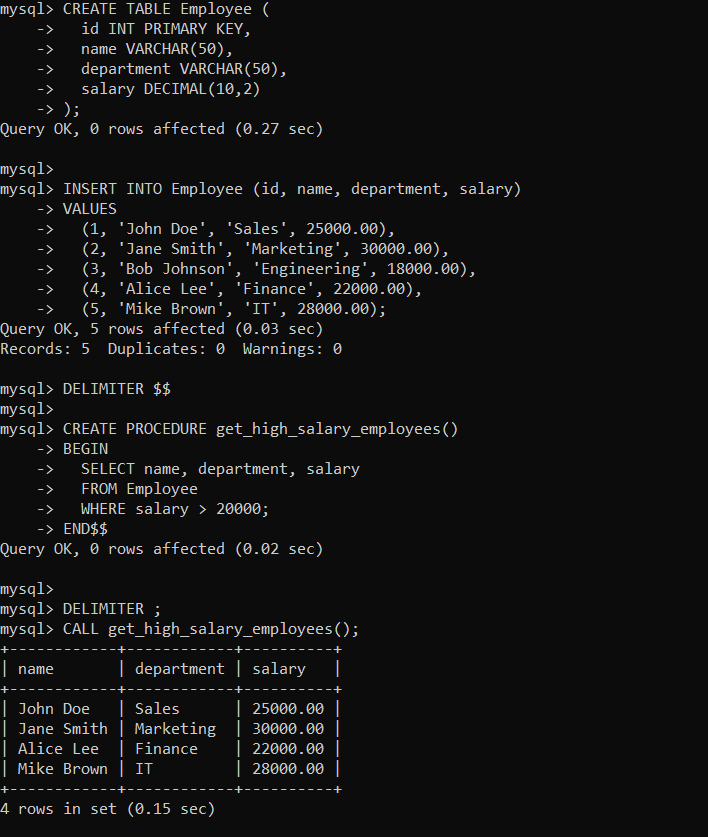 mysql> CREATE TABLE Employee (
    ->   id INT PRIMARY KEY,
    ->   name VARCHAR(50),
    ->   department VARCHAR(50),
    ->   salary DECIMAL(10,2)
    -> );
Query OK, 0 rows affected (0.27 sec)

mysql>
mysql> INSERT INTO Employee (id, name, department, salary)
    -> VALUES
    ->   (1, 'John Doe', 'Sales', 25000.00),
    ->   (2, 'Jane Smith', 'Marketing', 30000.00),
    ->   (3, 'Bob Johnson', 'Engineering', 18000.00),
    ->   (4, 'Alice Lee', 'Finance', 22000.00),
    ->   (5, 'Mike Brown', 'IT', 28000.00);
Query OK, 5 rows affected (0.03 sec)
Records: 5  Duplicates: 0  Warnings: 0

mysql> DELIMITER $$
mysql>
mysql> CREATE PROCEDURE get_high_salary_employees()
    -> BEGIN
    ->   SELECT name, department, salary
    ->   FROM Employee
    ->   WHERE salary > 20000;
    -> END$$
Query OK, 0 rows affected (0.02 sec)

mysql>
mysql> DELIMITER ;
mysql> CALL get_high_salary_employees();
+------------+------------+----------+
| name       | department | salary   |
+------------+------------+----------+
| John Doe   | Sales      | 25000.00 |
| Jane Smith | Marketing  | 30000.00 |
| Alice Lee  | Finance    | 22000.00 |
| Mike Brown | IT         | 28000.00 |
+------------+------------+----------+
4 rows in set (0.15 sec)